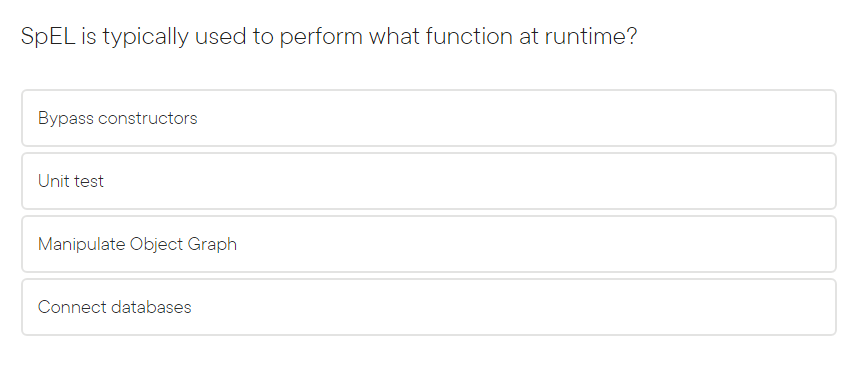 SpEL is typically used to perform what function at runtime?
Bypass constructors
Unit test
Manipulate Object Graph
Connect databases